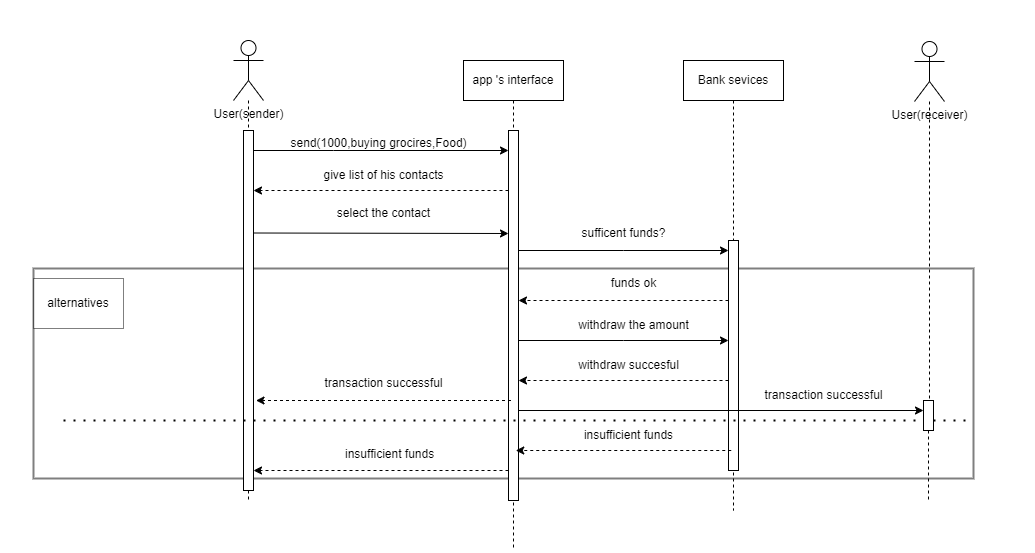 app 's interface
Bank sevices
User(sender)
User(receiver)
send(1000,buying grocires,Food)
give list of his contacts
select the contact
sufficent funds?
funds ok
alternatives
withdraw the amount
withdraw succesful
transaction successful
transaction successful
insufficient funds
insufficient funds